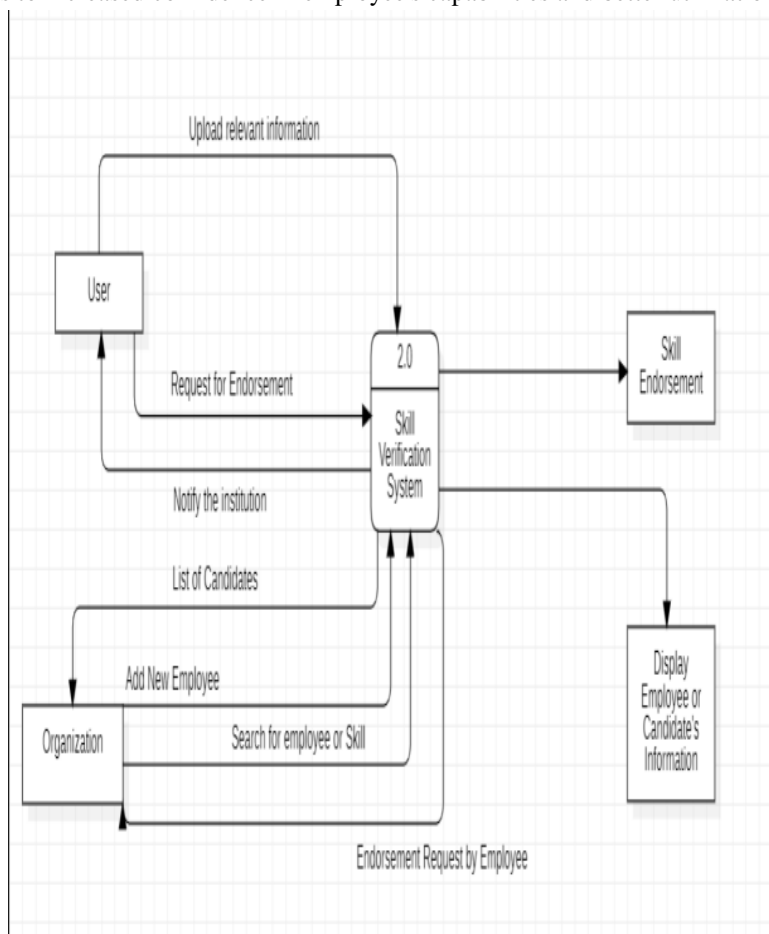 Upload relevant information
User
2.0
Skill
Endorsement
Request for Endorsement
Skill
Verification
System
Notify the institution
List of Candidates
Add New Employee
Display
Employee or
Candidate's
Information
Organization
Search for employee or Skill
Endorsement Request by Employee